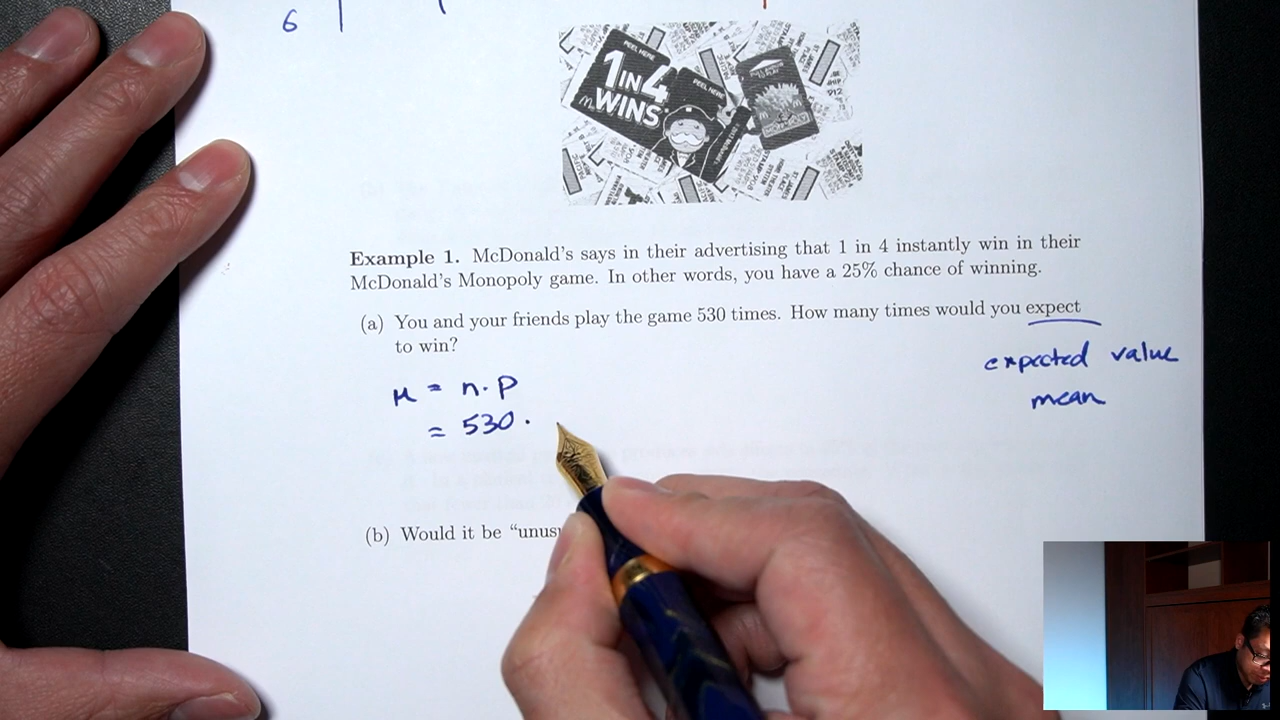 6
PEEL HERE
1 IN 4
WINS
PEEL HERE
Example 1. McDonald's says in their advertising that 1 in 4 instantly win in their
McDonald's Monopoly game. In other words, you have a 25% chance of winning.
(a) You and your friends play the game 530 times. How many times would you expect
to win?
expected value
mean
μ = n · p
= 530 ·
(b) Would it be